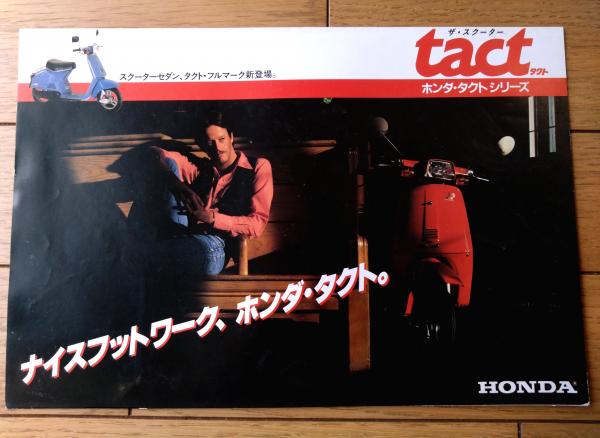 ザ・スクーター
tact
タクト
スクーターセダン、タクト・フルマーク新登場。
ホンダ・タクトシリーズ
ナイスフットワーク、ホンダ・タクト。
HONDA